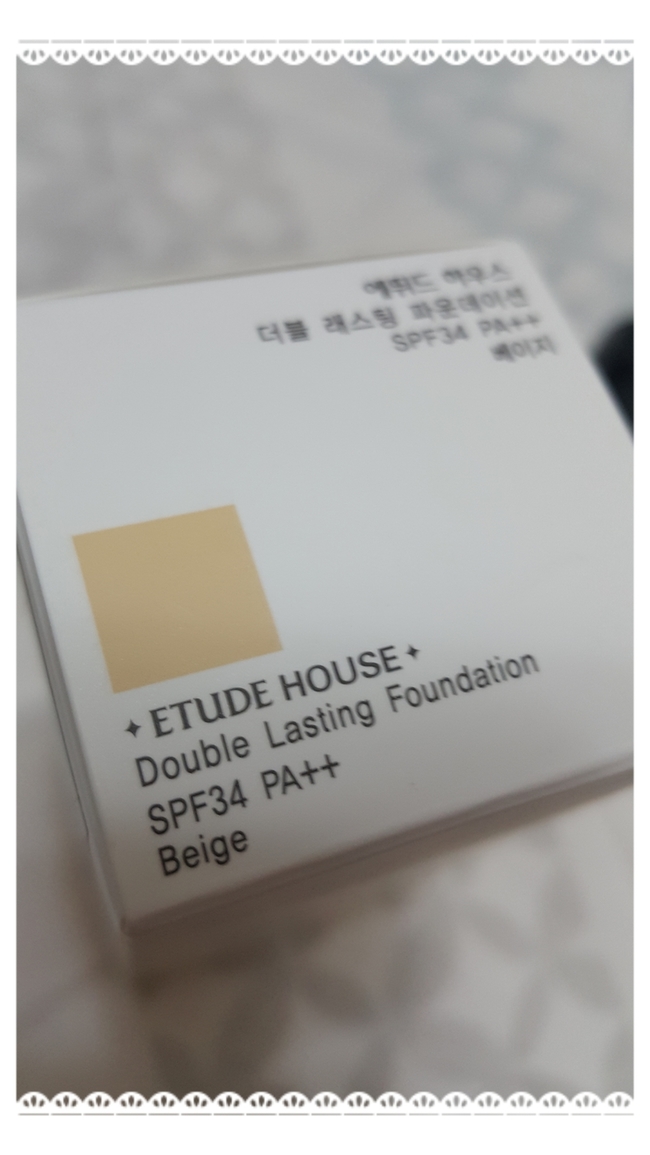 에뛰드 하우스
더블 래스팅 파운데이션
SPF34 PA++
베이지
ETUDE HOUSE
Double Lasting Foundation
SPF34 PA++
Beige